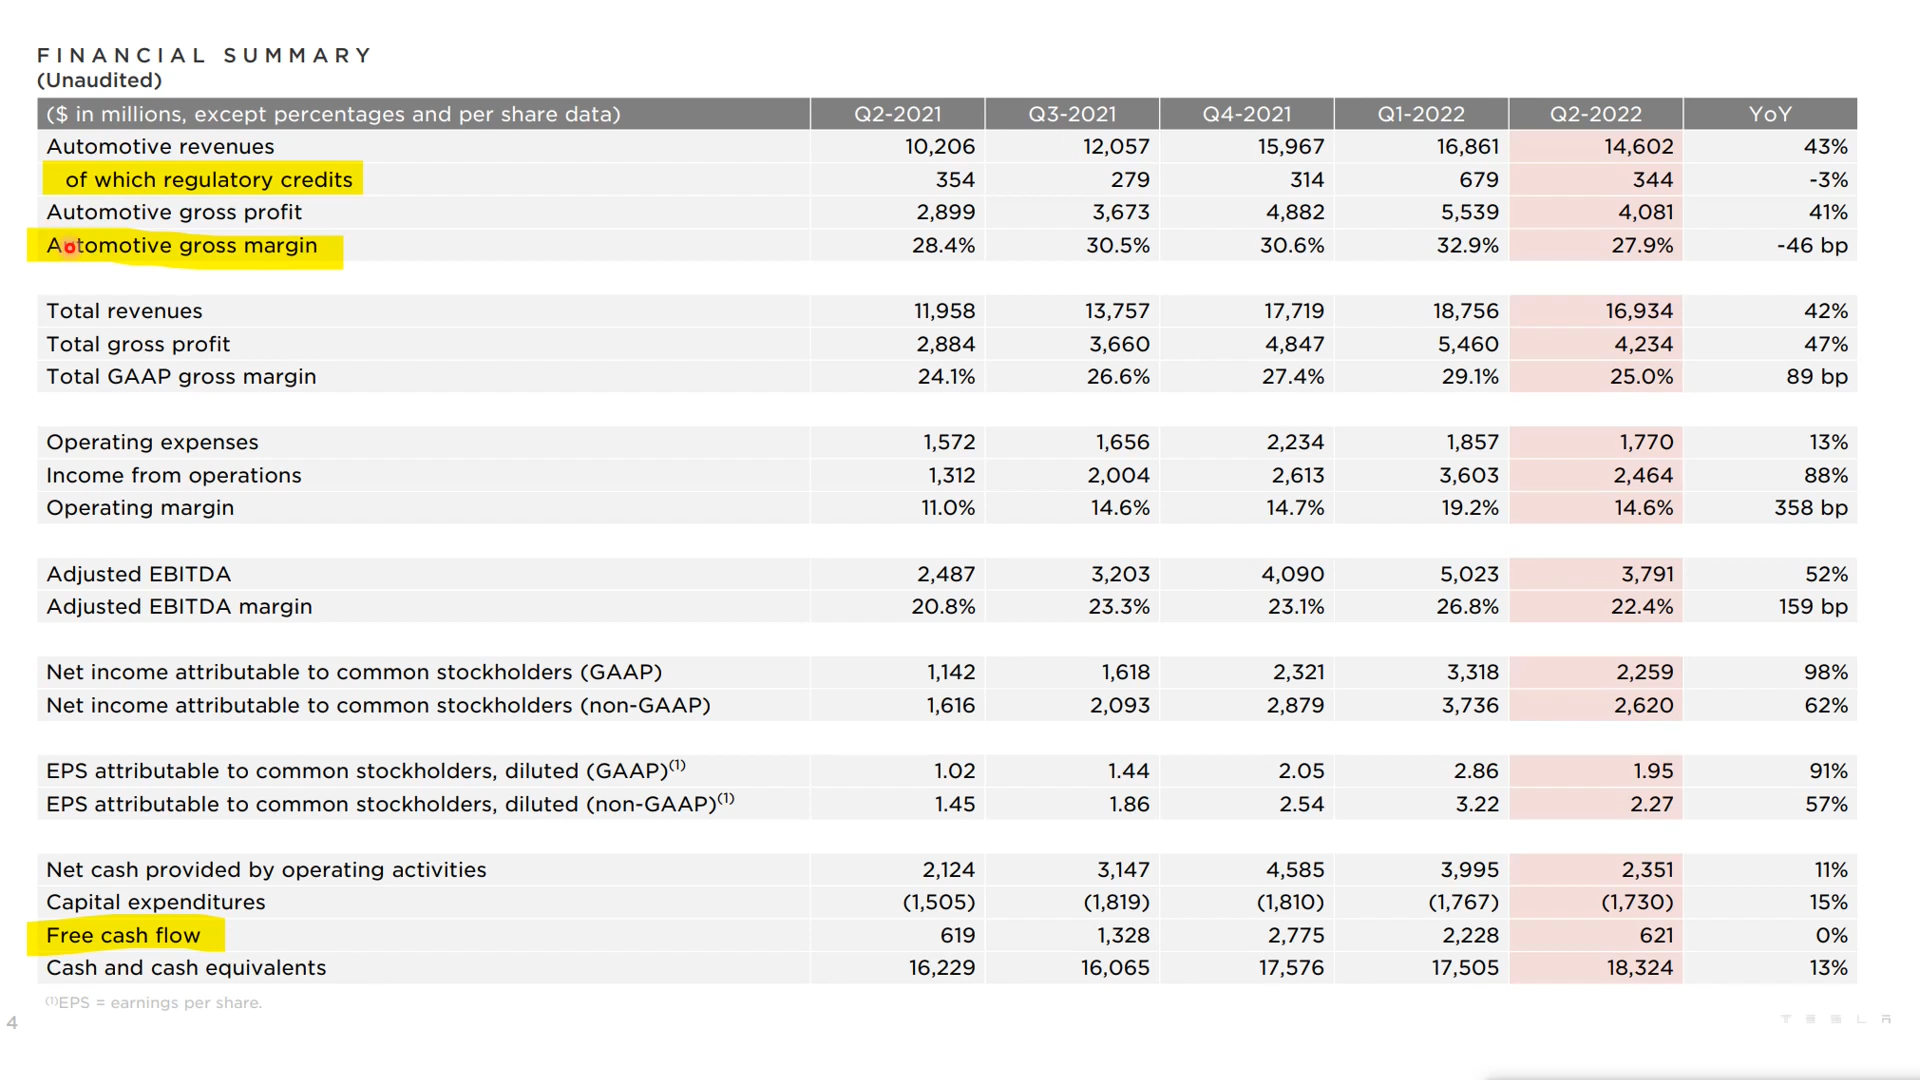 FINANCIAL SUMMARY
(Unaudited)
($ in millions, except percentages and per share data) Q2-2021 Q3-2021 Q4-2021 Q1-2022 Q2-2022 YoY
Automotive revenues 10,206 12,057 15,967 16,861 14,602 43%
of which regulatory credits 354 279 314 679 344 -3%
Automotive gross profit 2,899 3,673 4,882 5,539 4,081 41%
Automotive gross margin 28.4% 30.5% 30.6% 32.9% 27.9% -46 bp
Total revenues 11,958 13,757 17,719 18,756 16,934 42%
Total gross profit 2,884 3,660 4,847 5,460 4,234 47%
Total GAAP gross margin 24.1% 26.6% 27.4% 29.1% 25.0% 89 bp
Operating expenses 1,572 1,656 2,234 1,857 1,770 13%
Income from operations 1,312 2,004 2,613 3,603 2,464 88%
Operating margin 11.0% 14.6% 14.7% 19.2% 14.6% 358 bp
Adjusted EBITDA 2,487 3,203 4,090 5,023 3,791 52%
Adjusted EBITDA margin 20.8% 23.3% 23.1% 26.8% 22.4% 159 bp
Net income attributable to common stockholders (GAAP) 1,142 1,618 2,321 3,318 2,259 98%
Net income attributable to common stockholders (non-GAAP) 1,616 2,093 2,879 3,736 2,620 62%
EPS attributable to common stockholders, diluted (GAAP)(1) 1.02 1.44 2.05 2.86 1.95 91%
EPS attributable to common stockholders, diluted (non-GAAP)(1) 1.45 1.86 2.54 3.22 2.27 57%
Net cash provided by operating activities 2,124 3,147 4,585 3,995 2,351 11%
Capital expenditures (1,505) (1,819) (1,810) (1,767) (1,730) 15%
Free cash flow 619 1,328 2,775 2,228 621 0%
Cash and cash equivalents 16,229 16,065 17,576 17,505 18,324 13%
(1)EPS = earnings per share.
4 TESLA